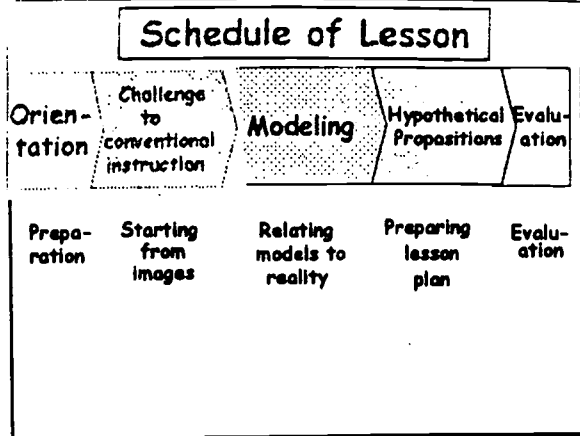 Schedule of Lesson
Orien-
tation
Challenge
to
conventional
instruction
Modeling
Hypothetical
Propositions
Evalu-
ation
Prepa-
ration
Starting
from
images
Relating
models to
reality
Preparing
lesson
plan
Evalu-
ation